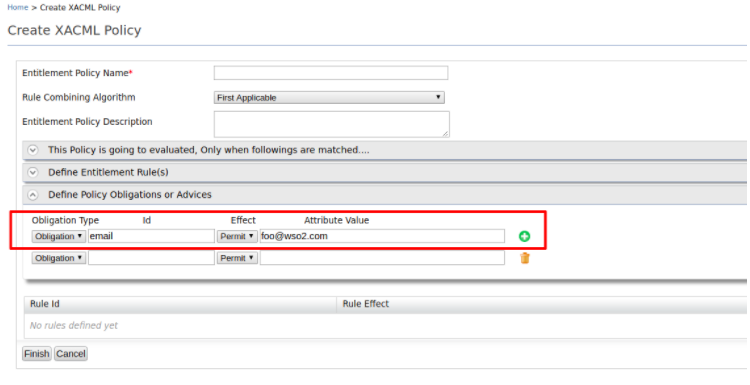 Home > Create XACML Policy
Create XACML Policy
Entitlement Policy Name*
Rule Combining Algorithm First Applicable
Entitlement Policy Description
This Policy is going to evaluated, Only when followings are matched....
Define Entitlement Rule(s)
Define Policy Obligations or Advices
Obligation Type Id Effect Attribute Value
Obligation email Permit foo@wso2.com
Obligation Permit
Rule Id Rule Effect
No rules defined yet
Finish Cancel